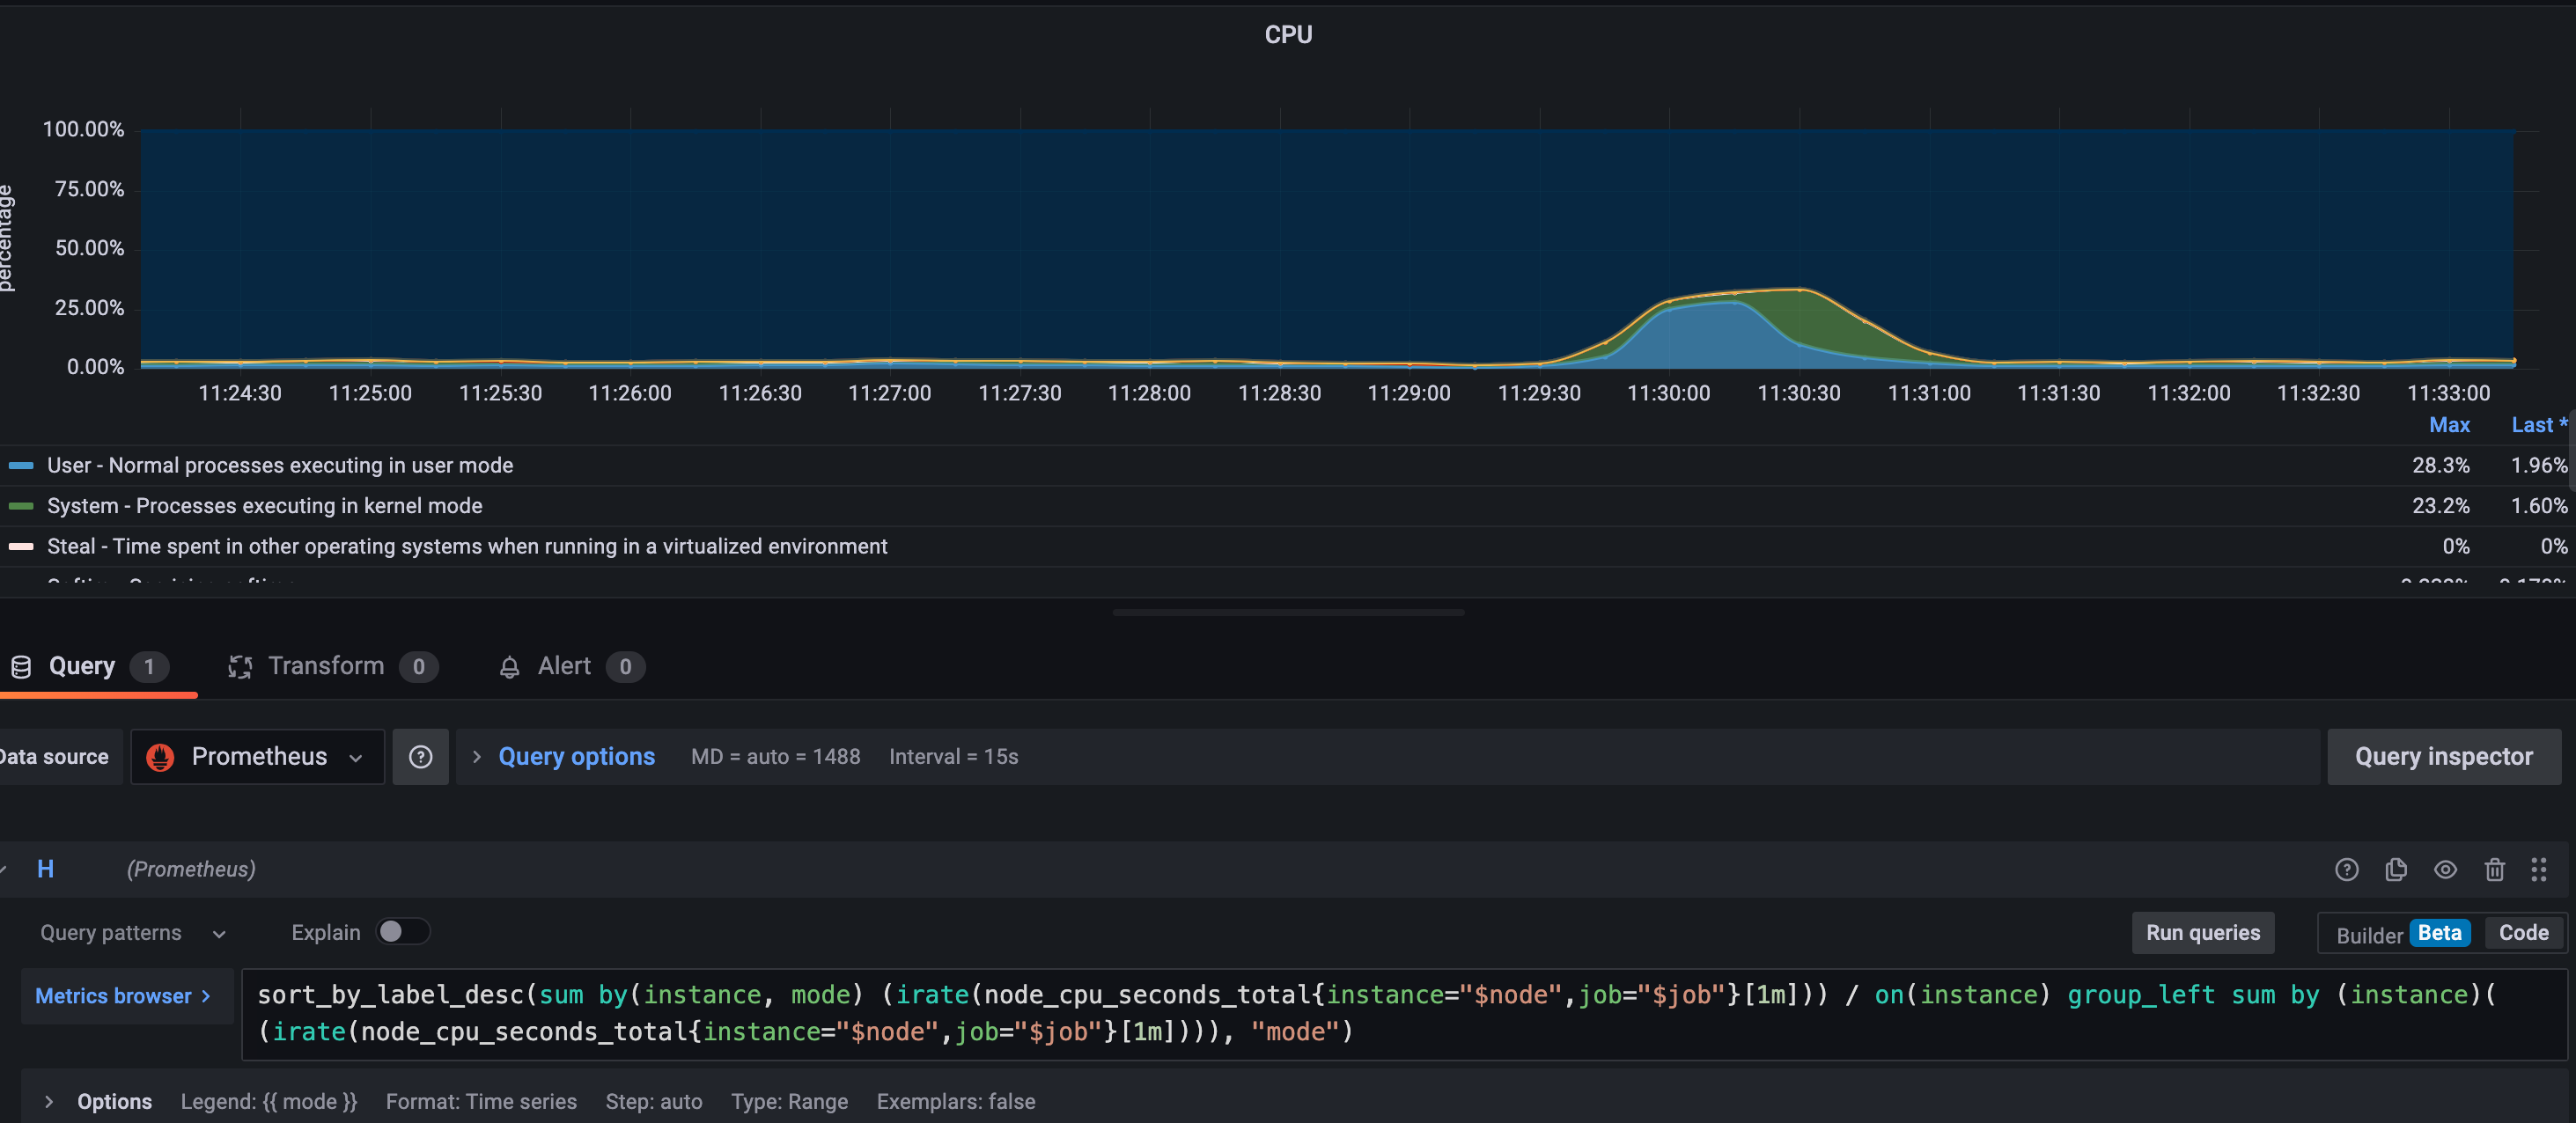 CPU
percentage
100.00%
75.00%
50.00%
25.00%
0.00%
11:24:30 11:25:00 11:25:30 11:26:00 11:26:30 11:27:00 11:27:30 11:28:00 11:28:30 11:29:00 11:29:30 11:30:00 11:30:30 11:31:00 11:31:30 11:32:00 11:32:30 11:33:00
Max Last *
User - Normal processes executing in user mode 28.3% 1.96%
System - Processes executing in kernel mode 23.2% 1.60%
Steal - Time spent in other operating systems when running in a virtualized environment 0% 0%
Query 1 Transform 0 Alert 0
Data source Prometheus Query options MD = auto = 1488 Interval = 15s Query inspector
H (Prometheus)
Query patterns Explain Run queries Builder Beta Code
Metrics browser > sort_by_label_desc(sum by(instance, mode) (irate(node_cpu_seconds_total{instance="$node",job="$job"}[1m])) / on(instance) group_left sum by (instance)(
(irate(node_cpu_seconds_total{instance="$node",job="$job"}[1m]))), "mode")
> Options Legend: {{ mode }} Format: Time series Step: auto Type: Range Exemplars: false